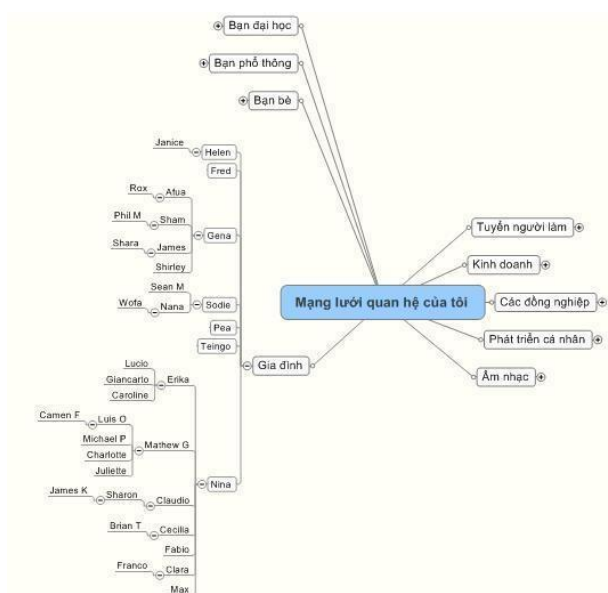 Bạn đại học
Bạn phổ thông
Bạn bè
Janice
Helen
Fred
Rox
Afua
Phil M
Sham
Gena
Shara
James
Shirley
Sean M
Sodie
Wofa
Nana
Pea
Teingo
Gia đình
Lucio
Giancarlo
Erika
Caroline
Camen F
Luis O
Michael P
Mathew G
Charlotte
Juliette
Nina
James K
Sharon
Claudio
Brian T
Cecilia
Fabio
Franco
Clara
Max
Mạng lưới quan hệ của tôi
Tuyển người làm
Kinh doanh
Các đồng nghiệp
Phát triển cá nhân
Âm nhạc